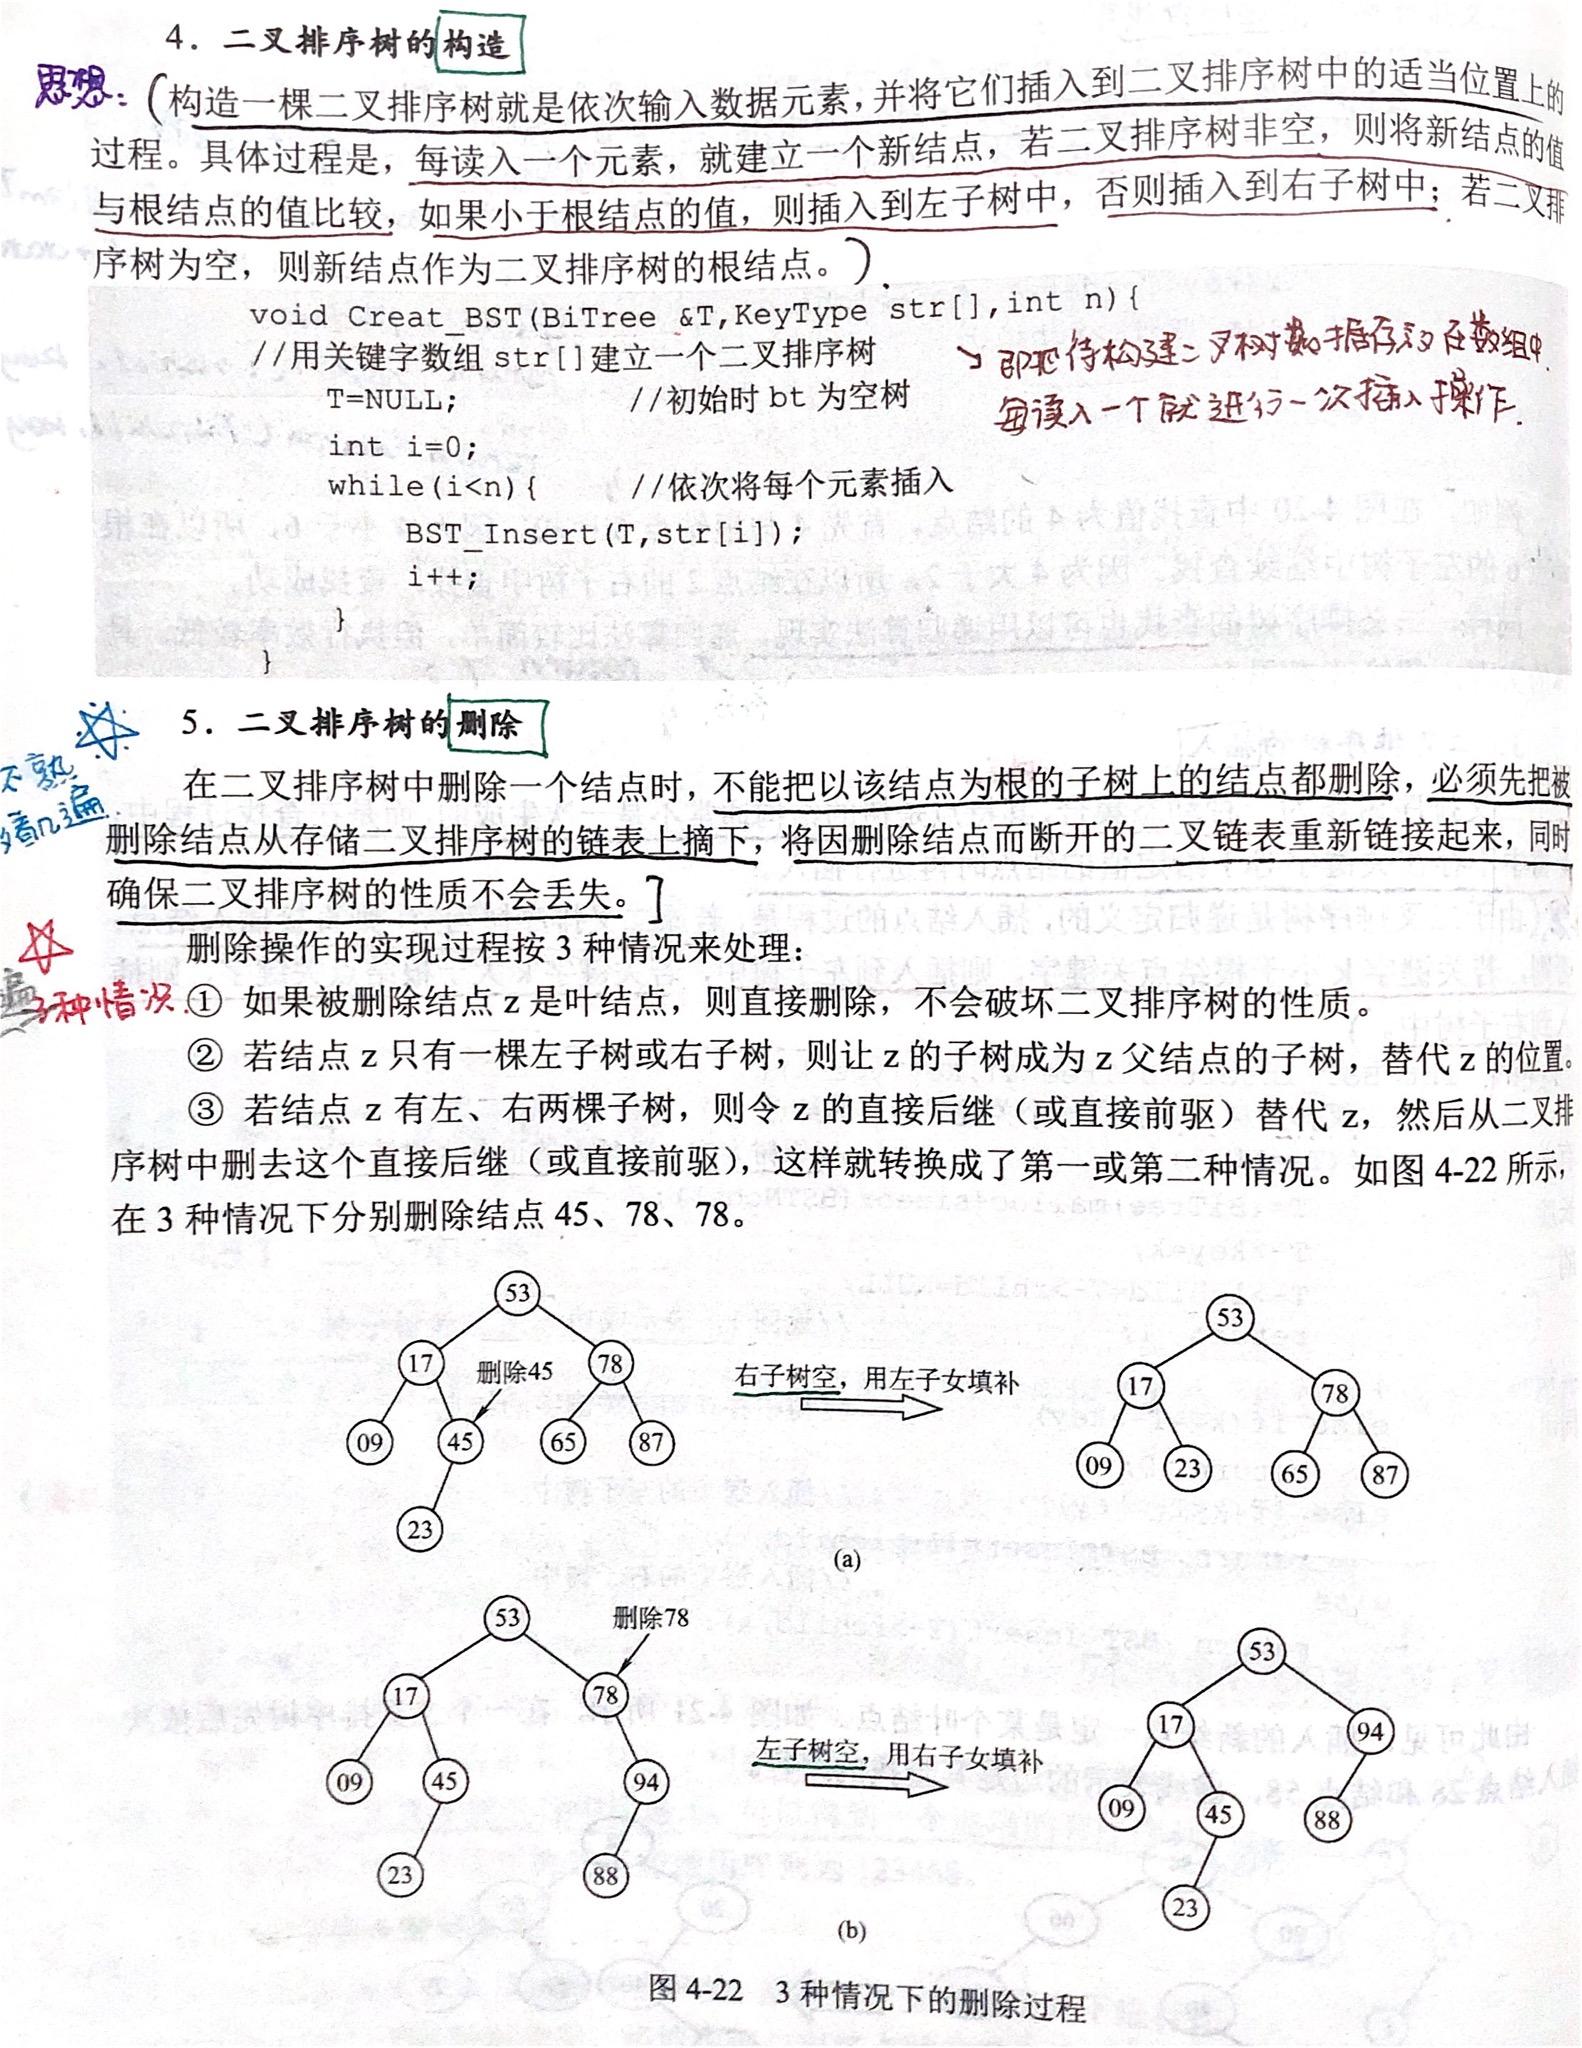 4. 二叉排序树的构造
思想：(构造一棵二叉排序树就是依次输入数据元素，并将它们插入到二叉排序树中的适当位置上的
过程。具体过程是，每读入一个元素，就建立一个新结点，若二叉排序树非空，则将新结点的值
与根结点的值比较，如果小于根结点的值，则插入到左子树中，否则插入到右子树中；若二叉排
序树为空，则新结点作为二叉排序树的根结点。)
void Creat_BST(BiTree &T,KeyType str[],int n){
//用关键字数组 str[]建立一个二叉排序树
即把待构建二叉树数据存放在数组中.
T=NULL; //初始时 bt 为空树
每读入一个就进行一次插入操作.
int i=0;
while(i<n){ //依次将每个元素插入
BST_Insert(T,str[i]);
i++;
}
}
5. 二叉排序树的删除
不熟
多看几遍
在二叉排序树中删除一个结点时，不能把以该结点为根的子树上的结点都删除，必须先把被
删除结点从存储二叉排序树的链表上摘下，将因删除结点而断开的二叉链表重新链接起来，同时
确保二叉排序树的性质不会丢失。]
删除操作的实现过程按 3 种情况来处理：
3种情况.
① 如果被删除结点 z 是叶结点，则直接删除，不会破坏二叉排序树的性质。
② 若结点 z 只有一棵左子树或右子树，则让 z 的子树成为 z 父结点的子树，替代 z 的位置。
③ 若结点 z 有左、右两棵子树，则令 z 的直接后继（或直接前驱）替代 z，然后从二叉排
序树中删去这个直接后继（或直接前驱），这样就转换成了第一或第二种情况。如图 4-22 所示，
在 3 种情况下分别删除结点 45、78、78。
53
17 删除45 78
09 45 65 87
23
右子树空，用左子女填补
53
17 78
09 23 65 87
(a)
53 删除78
17 78
09 45 94
23 88
左子树空，用右子女填补
53
17 94
09 45 88
23
(b)
图 4-22 3 种情况下的删除过程